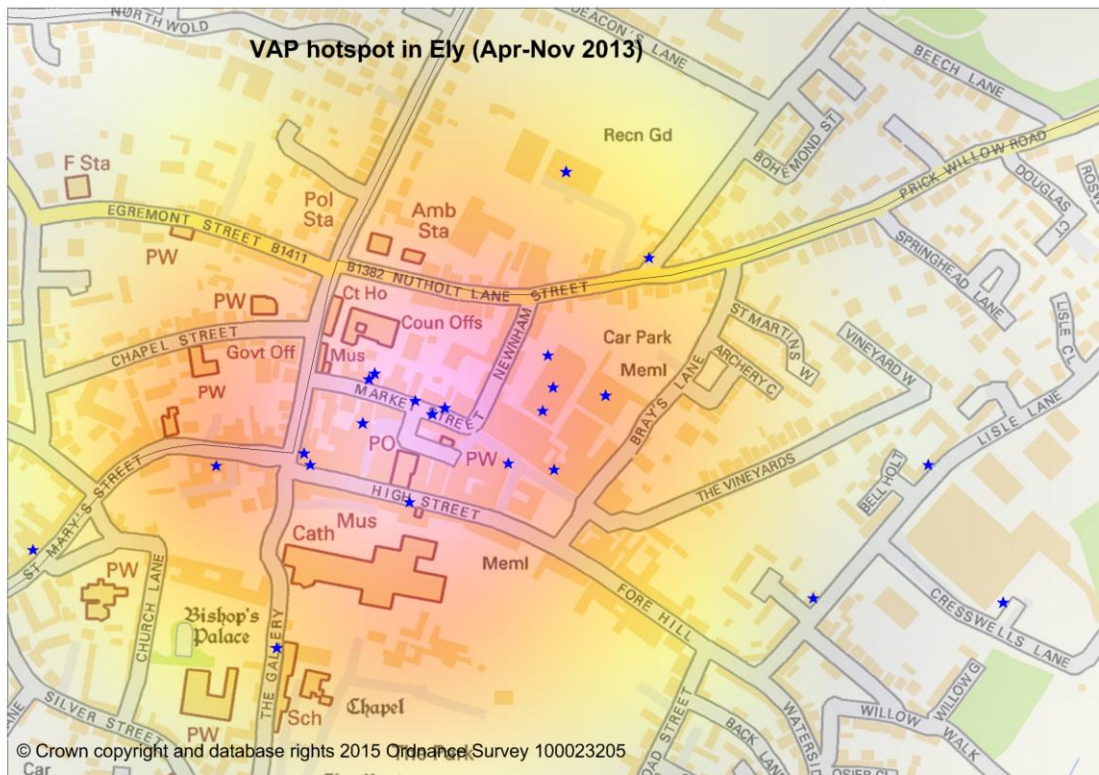 NORTH WOLD
DEACON'S LANE
VAP hotspot in Ely (Apr-Nov 2013)
BEECH LANE
Recn Gd
BOHEMOND ST
PRICK WILLOW ROAD
F Sta
DOUGLAS CT
Pol
Sta
Amb
Sta
EGREMONT STREET B1411
PW
SPRINGHEAD LANE
B1382 NUTHOLT LANE STREET
PW
Ct Ho
Coun Offs
NEWNHAM
ST MARTINS W
LISLE CL
CHAPEL STREET
Govt Off
Mus
Car Park
Meml
ARCHERY C
VINEYARD W
PW
MARKET STREET
BRAY'S LANE
LISLE LANE
PO
PW
THE VINEYARDS
BELL HOLT
ST MARY'S STREET
HIGH STREET
Mus
Cath
Meml
PW
CHURCH LANE
Bishop's
Palace
FORE HILL
CRESSWELLS LANE
THE GALLERY
WILLOW G
Sch
Chapel
SILVER STREET
PW
BACK LANE
WATERSIDE
WILLOW WALK
© Crown copyright and database rights 2015 Ordnance Survey 100023205
Car